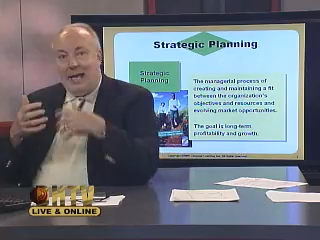 Strategic Planning
Strategic
Planning
The managerial process of
creating and maintaining a fit
between the organization's
objectives and resources and
evolving market opportunities.
The goal is long-term
profitability and growth.
LIVE & ONLINE